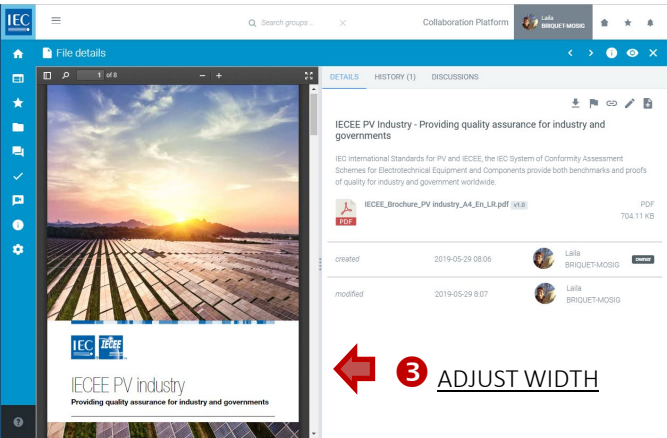 IEC
Search groups ..
Collaboration Platform
Laila
BRIQUET-MOSIG
File details
1 of 8
DETAILS HISTORY (1) DISCUSSIONS
IECEE PV Industry - Providing quality assurance for industry and
governments
IEC International Standards for PV and IECEE, the IEC System of Conformity Assessment
Schemes for Electrotechnical Equipment and Components provide both benchmarks and proofs
of quality for industry and government worldwide.
PDF
IECEE_Brochure_PV industry_A4_En_LR.pdf v1.0
PDF
704.11 KB
created 2019-05-29 08:06 Laila
BRIQUET-MOSIG owner
modified 2019-05-29 8:07 Laila
BRIQUET-MOSIG
IEC IECEE
IECEE PV industry
Providing quality assurance for industry and governments
3 ADJUST WIDTH